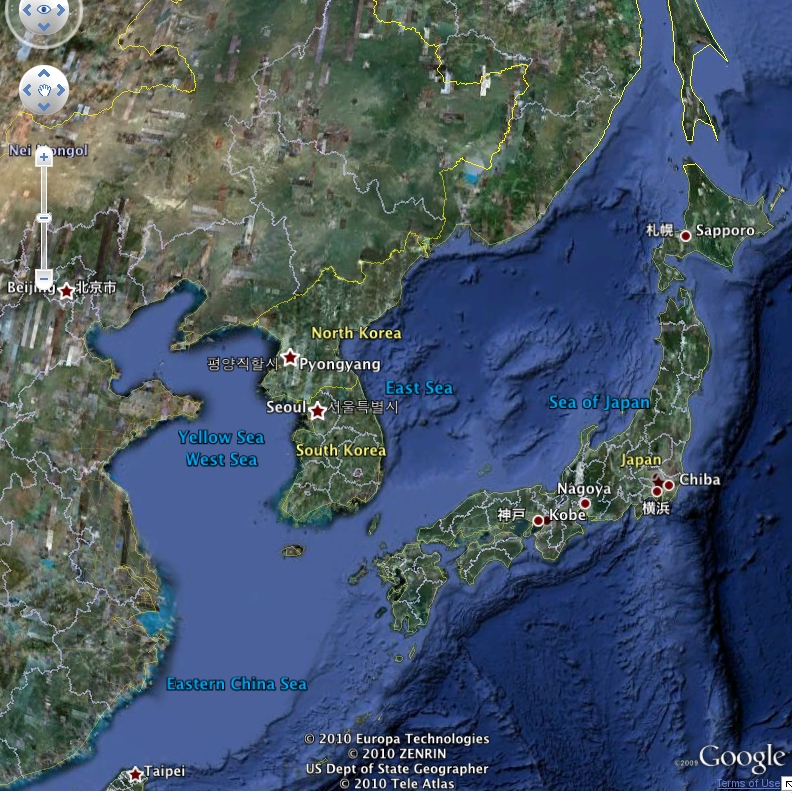 Nei Mongol
札幌 Sapporo
Beijing 北京市
North Korea
평양직할시 Pyongyang
East Sea
Sea of Japan
Seoul 서울특별시
Yellow Sea
West Sea
South Korea
Japan
Chiba
Nagoya
横浜
神戸 Kobe
Eastern China Sea
© 2010 Europa Technologies
© 2010 ZENRIN
US Dept of State Geographer
© 2010 Tele Atlas
©2009 Google
Taipei
Terms of Use